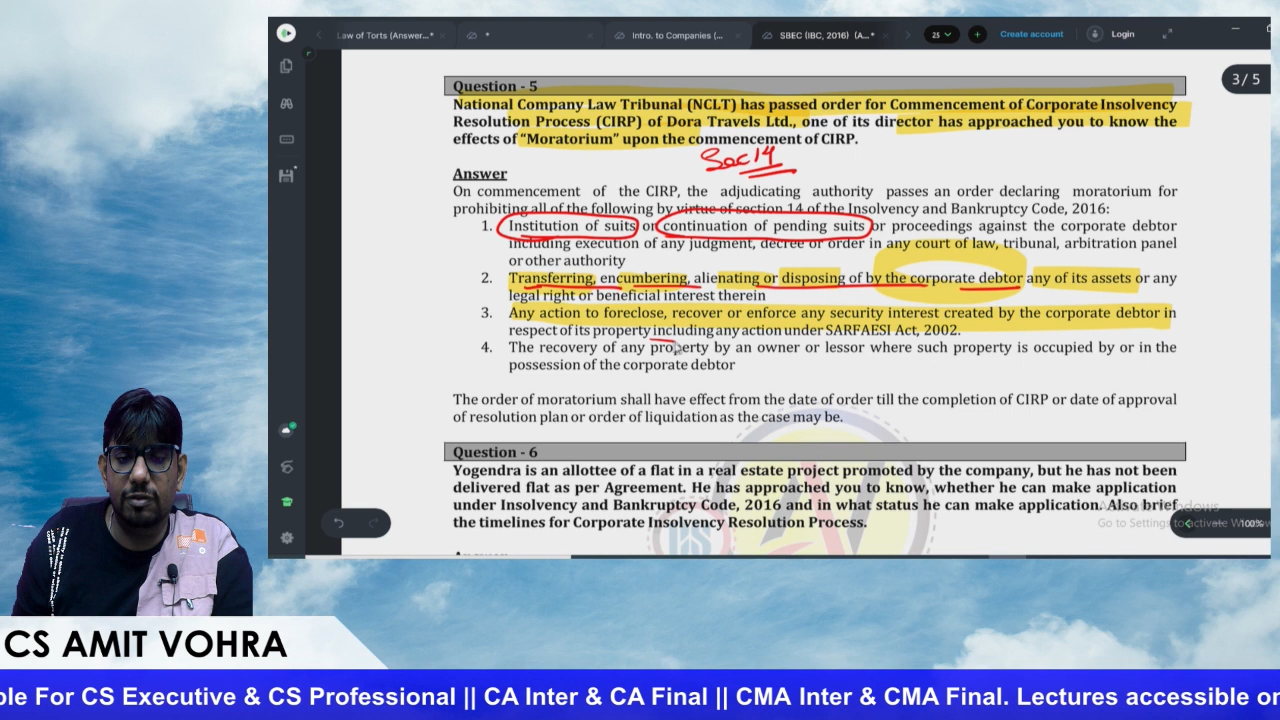 Law of Torts (Answer...*
*
Intro. to Companies (...
SBEC (IBC, 2016) (A...*
25
Create account
Login
3 / 5
Question - 5
National Company Law Tribunal (NCLT) has passed order for Commencement of Corporate Insolvency
Resolution Process (CIRP) of Dora Travels Ltd., one of its director has approached you to know the
effects of “Moratorium” upon the commencement of CIRP.
Sec 14
Answer
On commencement of the CIRP, the adjudicating authority passes an order declaring moratorium for
prohibiting all of the following by virtue of section 14 of the Insolvency and Bankruptcy Code, 2016:
1. Institution of suits or continuation of pending suits or proceedings against the corporate debtor
including execution of any judgment, decree or order in any court of law, tribunal, arbitration panel
or other authority
2. Transferring, encumbering, alienating or disposing of by the corporate debtor any of its assets or any
legal right or beneficial interest therein
3. Any action to foreclose, recover or enforce any security interest created by the corporate debtor in
respect of its property including any action under SARFAESI Act, 2002.
4. The recovery of any property by an owner or lessor where such property is occupied by or in the
possession of the corporate debtor
The order of moratorium shall have effect from the date of order till the completion of CIRP or date of approval
of resolution plan or order of liquidation as the case may be.
Question - 6
Yogendra is an allottee of a flat in a real estate project promoted by the company, but he has not been
delivered flat as per Agreement. He has approached you to know, whether he can make application
under Insolvency and Bankruptcy Code, 2016 and in what status he can make application. Also brief
the timelines for Corporate Insolvency Resolution Process.
Activate Windows
Go to Settings to activate Windows
100%
CS AMIT VOHRA
ble For CS Executive & CS Professional || CA Inter & CA Final || CMA Inter & CMA Final. Lectures accessible on